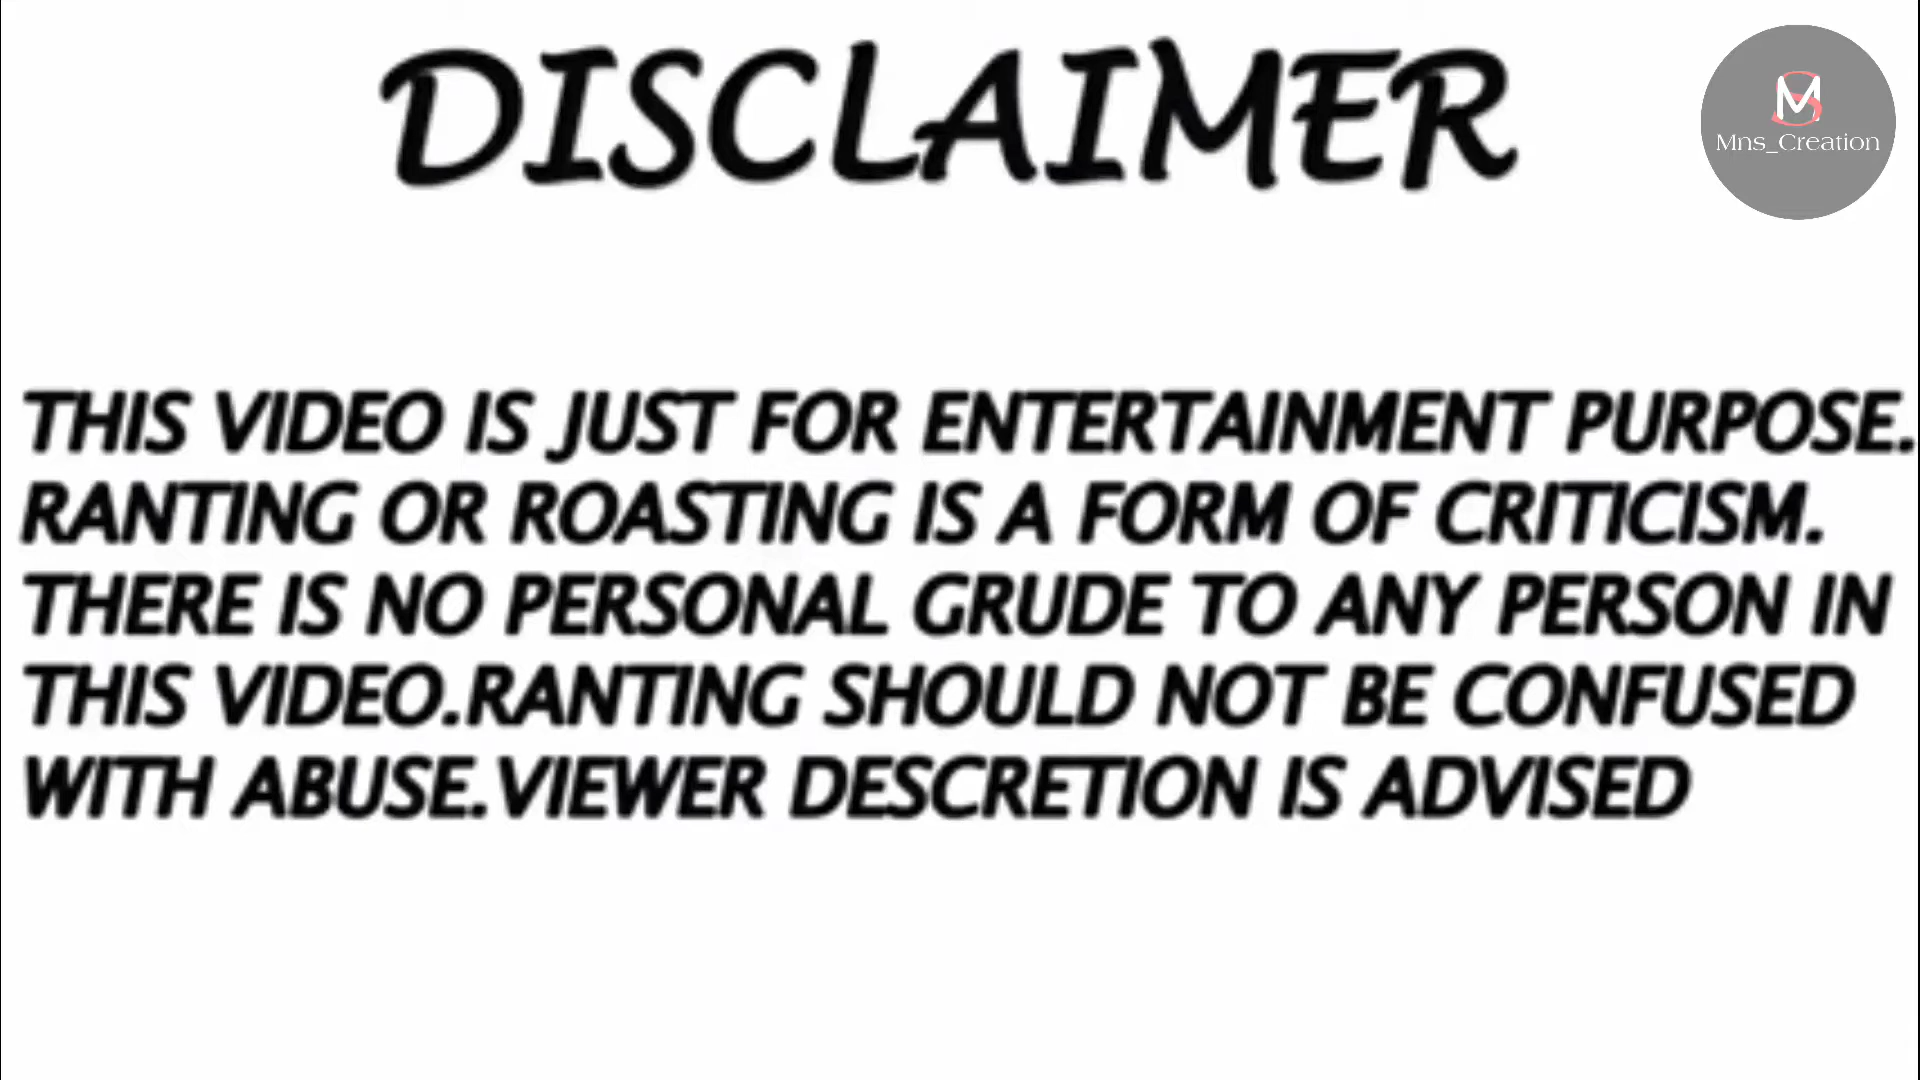 DISCLAIMER
Mns_Creation
THIS VIDEO IS JUST FOR ENTERTAINMENT PURPOSE.
RANTING OR ROASTING IS A FORM OF CRITICISM.
THERE IS NO PERSONAL GRUDE TO ANY PERSON IN
THIS VIDEO.RANTING SHOULD NOT BE CONFUSED
WITH ABUSE.VIEWER DESCRETION IS ADVISED